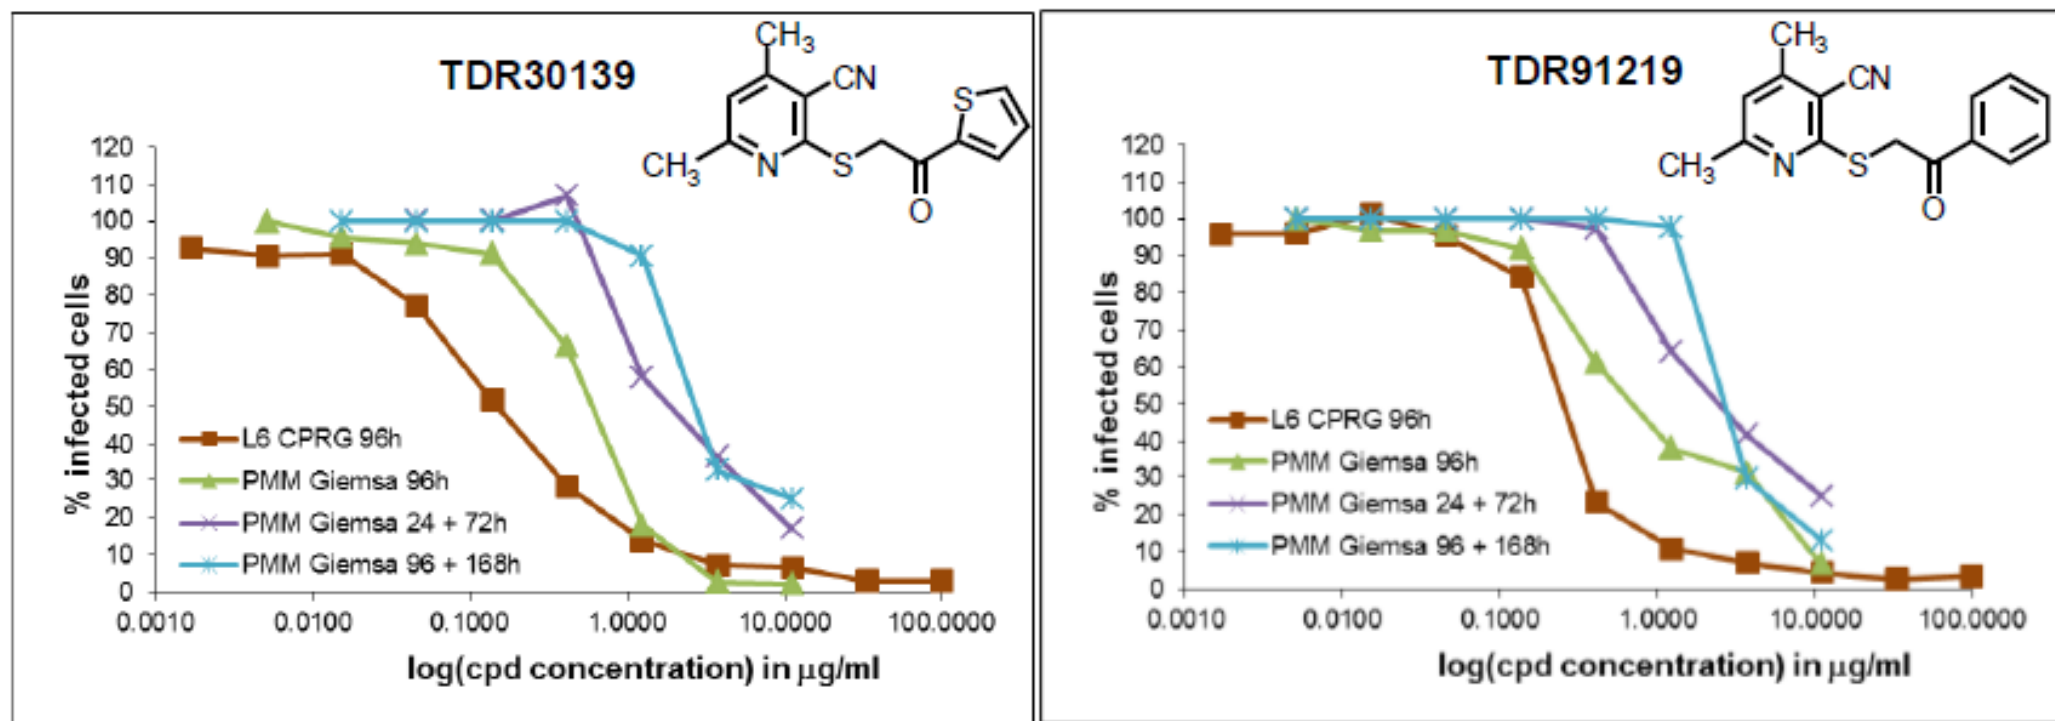 TDR30139
CH3
CN
S
CH3
N
S
O
120
110
100
90
80
70
60
50
40
30
20
10
0
% infected cells
L6 CPRG 96h
PMM Giemsa 96h
PMM Giemsa 24 + 72h
PMM Giemsa 96 + 168h
0.0010 0.0100 0.1000 1.0000 10.0000 100.0000
log(cpd concentration) in µg/ml
TDR91219
CH3
CN
CH3
N
S
O
120
110
100
90
80
70
60
50
40
30
20
10
0
% infected cells
L6 CPRG 96h
PMM Giemsa 96h
PMM Giemsa 24 + 72h
PMM Giemsa 96 + 168h
0.0010 0.0100 0.1000 1.0000 10.0000 100.0000
log(cpd concentration) in µg/ml